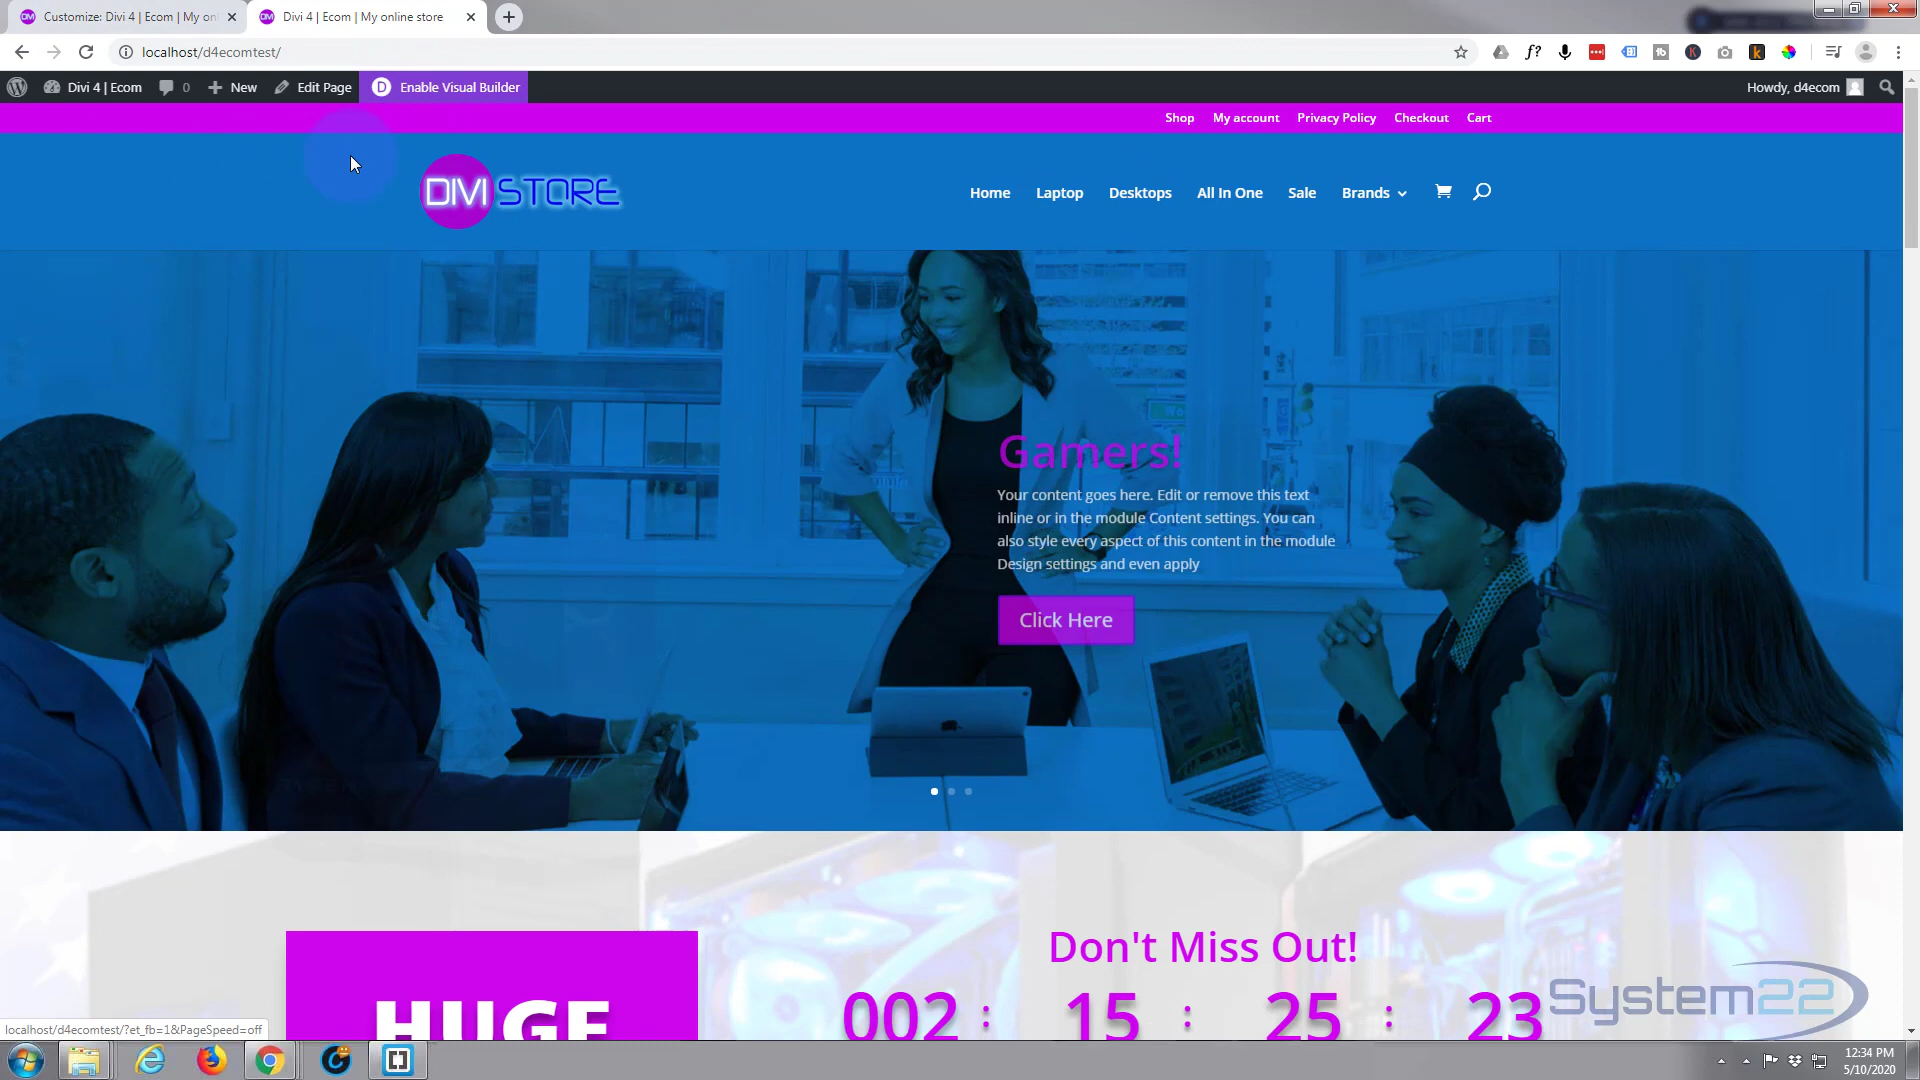 Customize: Divi 4 | Ecom | My onl
Divi 4 | Ecom | My online store
localhost/d4ecomtest/
Divi 4 | Ecom
0
New
Edit Page
D
Enable Visual Builder
Howdy, d4ecom
Shop
My account
Privacy Policy
Checkout
Cart
DIVI STORE
Home
Laptop
Desktops
All In One
Sale
Brands
Gamers!
Your content goes here. Edit or remove this text
inline or in the module Content settings. You can
also style every aspect of this content in the module
Design settings and even apply
Click Here
Don't Miss Out!
HUGE
002 : 15 : 25 : 23
System22
localhost/d4ecomtest/?et_fb=1&PageSpeed=off
12:34 PM
5/10/2020